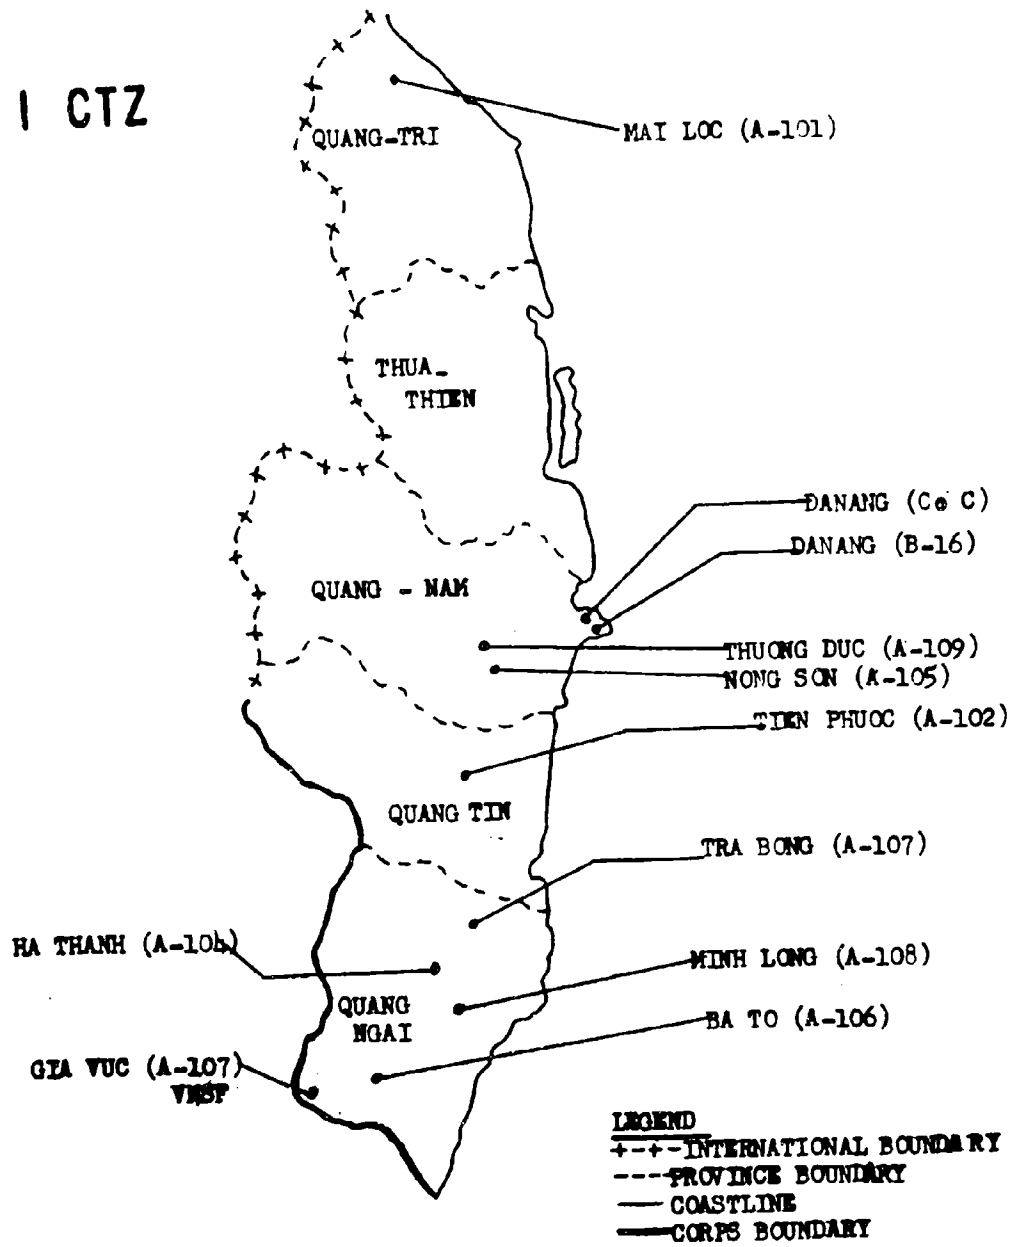 I CTZ
QUANG-TRI
MAI LOC (A-101)
THUA-
THIEN
DANANG (Co C)
DANANG (B-16)
QUANG - NAM
THUONG DUC (A-109)
NONG SON (A-105)
TIEN PHUOC (A-102)
QUANG TIN
TRA BONG (A-107)
HA THANH (A-104)
MINH LONG (A-108)
QUANG
NGAI
BA TO (A-106)
GIA VUC (A-107)
VNSF
LEGEND
+-+-INTERNATIONAL BOUNDARY
----PROVINCE BOUNDARY
COASTLINE
CORPS BOUNDARY